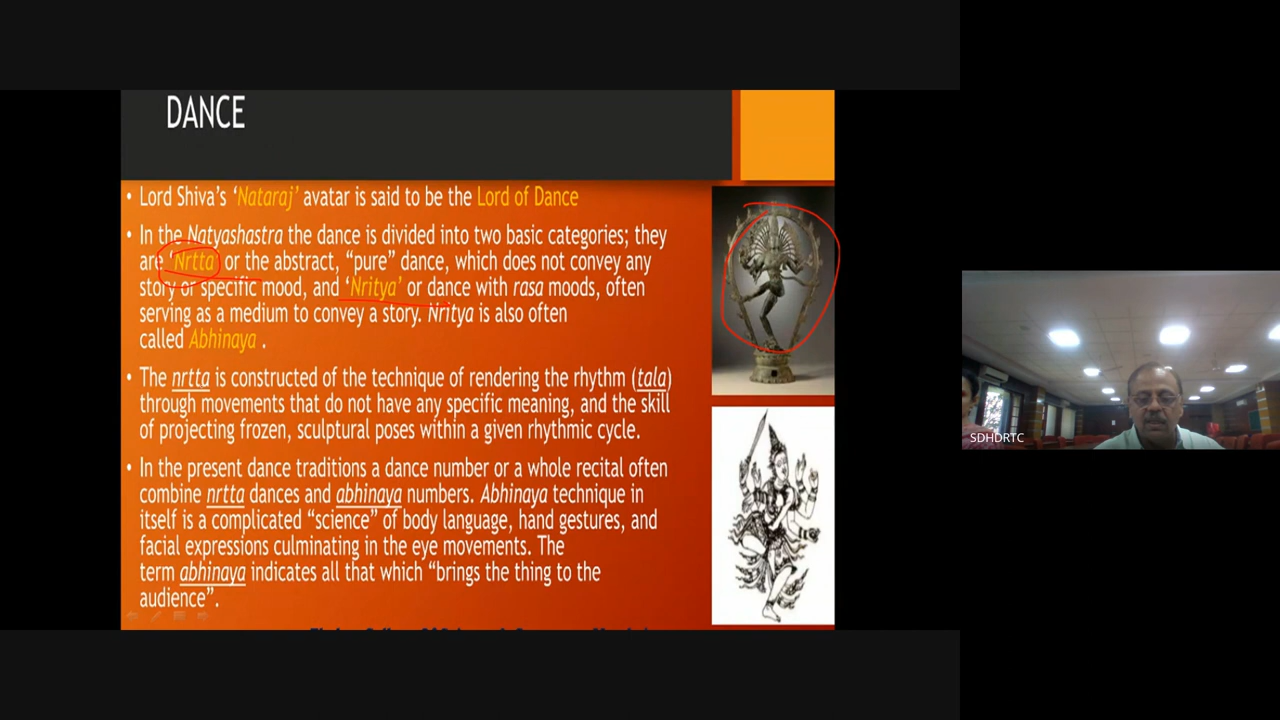 DANCE
• Lord Shiva's 'Nataraj' avatar is said to be the Lord of Dance
• In the Natyashastra the dance is divided into two basic categories; they
are 'Nrtta' or the abstract, "pure" dance, which does not convey any
story or specific mood, and 'Nritya' or dance with rasa moods, often
serving as a medium to convey a story. Nritya is also often
called Abhinaya .
• The nrtta is constructed of the technique of rendering the rhythm (tala)
through movements that do not have any specific meaning, and the skill
of projecting frozen, sculptural poses within a given rhythmic cycle.
• In the present dance traditions a dance number or a whole recital often
combine nrtta dances and abhinaya numbers. Abhinaya technique in
itself is a complicated "science" of body language, hand gestures, and
facial expressions culminating in the eye movements. The
term abhinaya indicates all that which "brings the thing to the
audience".
SDHDRTC